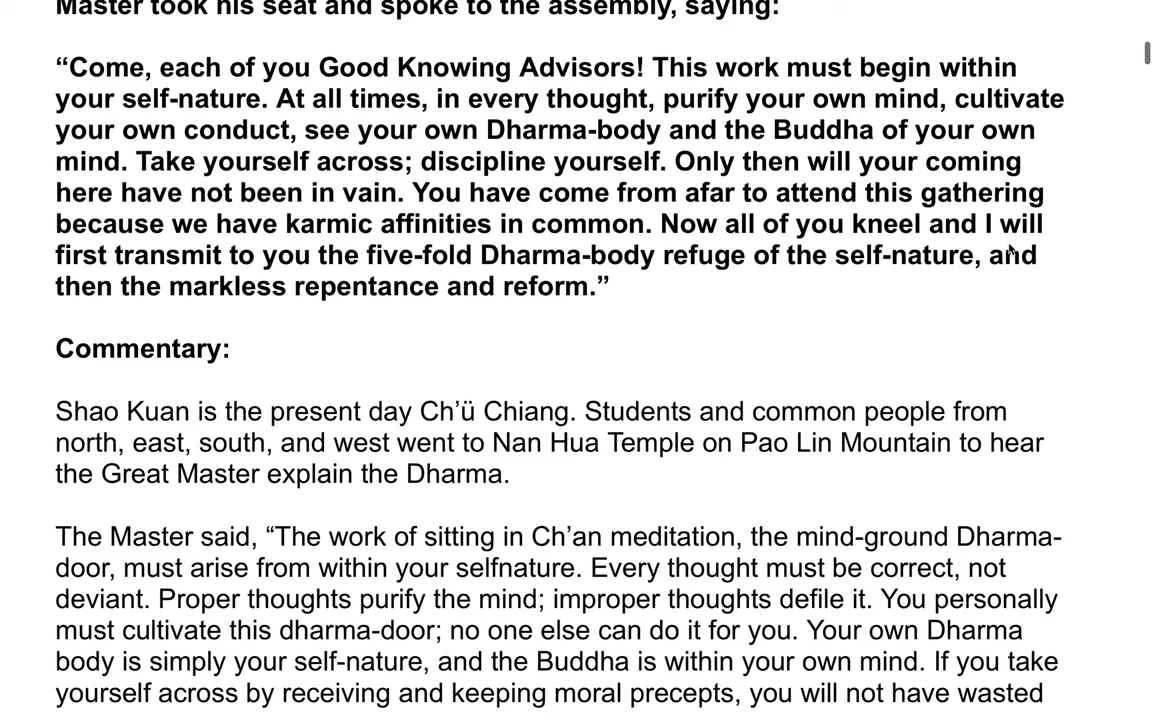 Master took his seat and spoke to the assembly, saying:
“Come, each of you Good Knowing Advisors! This work must begin within
your self-nature. At all times, in every thought, purify your own mind, cultivate
your own conduct, see your own Dharma-body and the Buddha of your own
mind. Take yourself across; discipline yourself. Only then will your coming
here have not been in vain. You have come from afar to attend this gathering
because we have karmic affinities in common. Now all of you kneel and I will
first transmit to you the five-fold Dharma-body refuge of the self-nature, and
then the markless repentance and reform.”
Commentary:
Shao Kuan is the present day Ch’ü Chiang. Students and common people from
north, east, south, and west went to Nan Hua Temple on Pao Lin Mountain to hear
the Great Master explain the Dharma.
The Master said, “The work of sitting in Ch’an meditation, the mind-ground Dharma-
door, must arise from within your selfnature. Every thought must be correct, not
deviant. Proper thoughts purify the mind; improper thoughts defile it. You personally
must cultivate this dharma-door; no one else can do it for you. Your own Dharma
body is simply your self-nature, and the Buddha is within your own mind. If you take
yourself across by receiving and keeping moral precepts, you will not have wasted